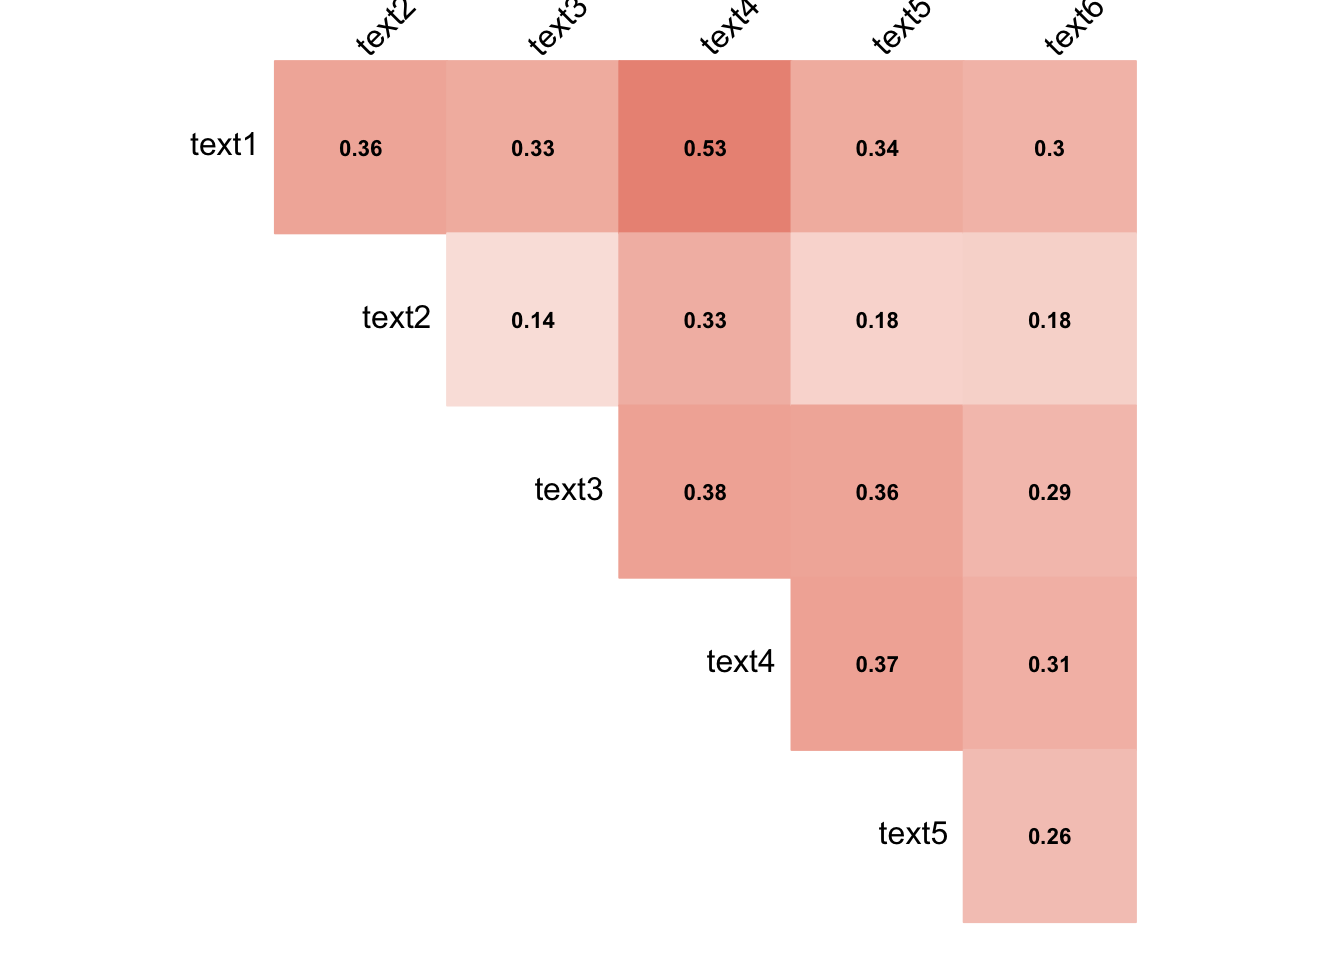 text2 text3 text4 text5 text6
text1 0.36 0.33 0.53 0.34 0.3
text2 0.14 0.33 0.18 0.18
text3 0.38 0.36 0.29
text4 0.37 0.31
text5 0.26